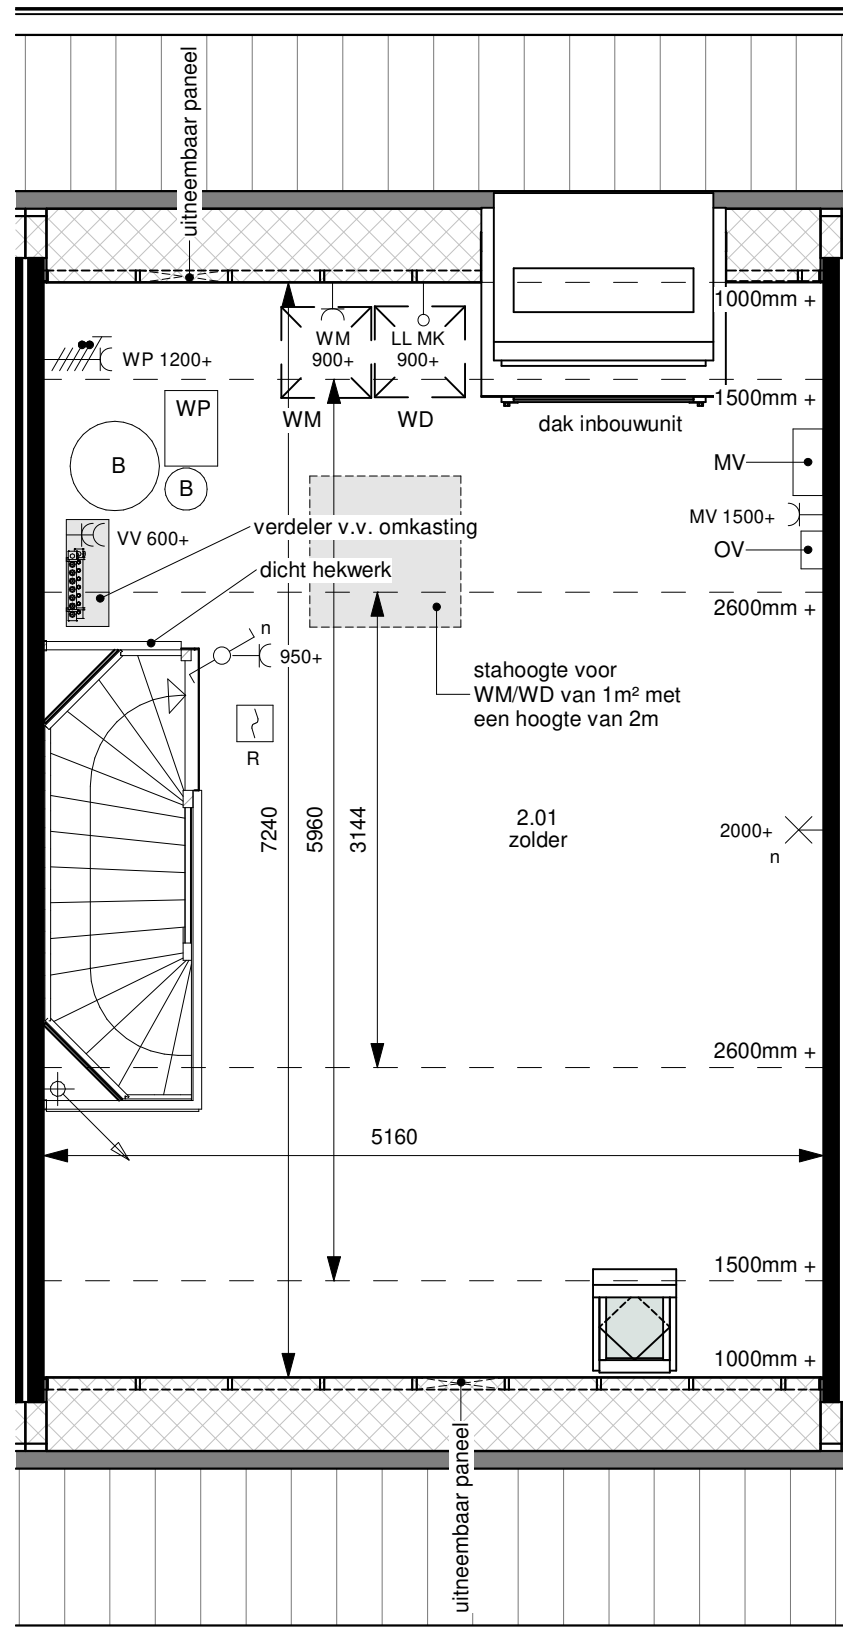 uitneembaar paneel
1000mm +
WM
900+
LL MK
900+
WP 1200+
1500mm +
WP
WM
WD
dak inbouwunit
B
MV
B
MV 1500+
verdeler v.v. omkasting
VV 600+
OV
dicht hekwerk
2600mm +
n
950+
stahoogte voor
WM/WD van 1m² met
een hoogte van 2m
R
7240
5960
3144
2.01
zolder
2000+
n
2600mm +
5160
1500mm +
1000mm +
uitneembaar paneel